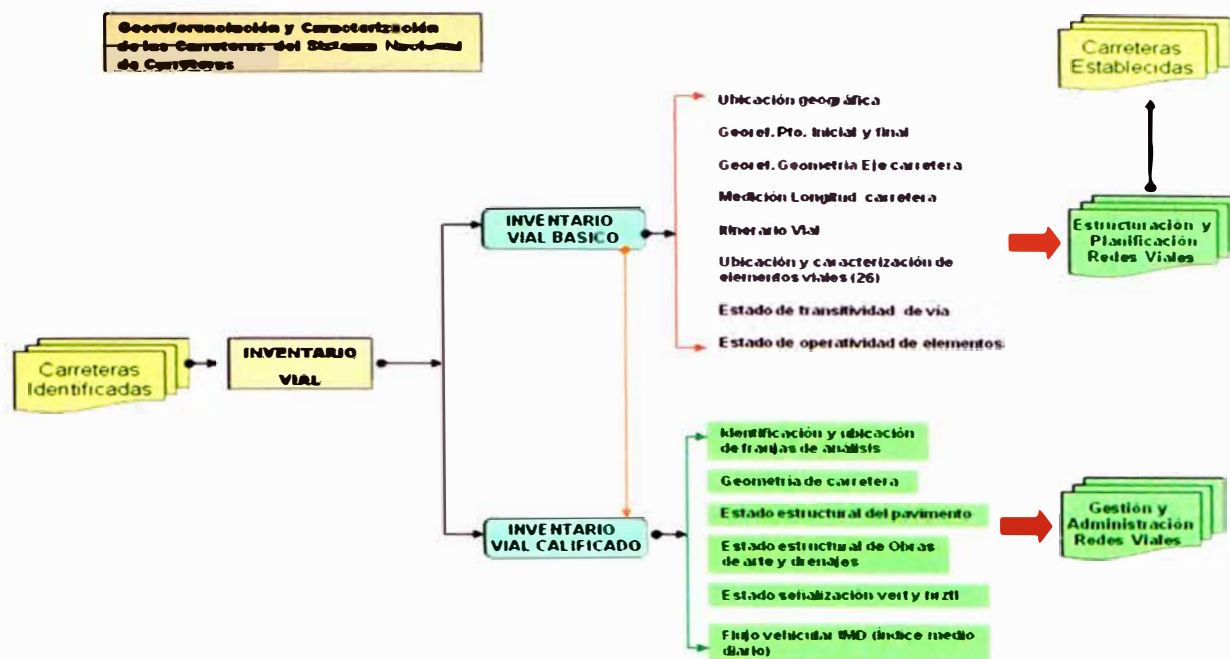 Georeferenciación y Caracterización
de las Carreteras del Sistema Nacional
de Carreteras
Carreteras
Establecidas
Ubicación geográfica
Georef. Pto. Inicial y final
Georef. Geometría Eje carretera
Medición Longitud carretera
Itinerario Vial
Ubicación y caracterización de
elementos viales (26)
Estado de transitividad de vía
Estado de operatividad de elementos
INVENTARIO
VIAL BASICO
Estructuración y
Planificación
Redes Viales
Carreteras
Identificadas
INVENTARIO
VIAL
INVENTARIO
VIAL CALIFICADO
Identificación y ubicación
de franjas de análisis
Geometría de carretera
Estado estructural del pavimento
Estado estructural de Obras
de arte y drenajes
Estado señalización vert y hrztl
Flujo vehicular IMD (índice medio
diario)
Gestión y
Administración
Redes Viales